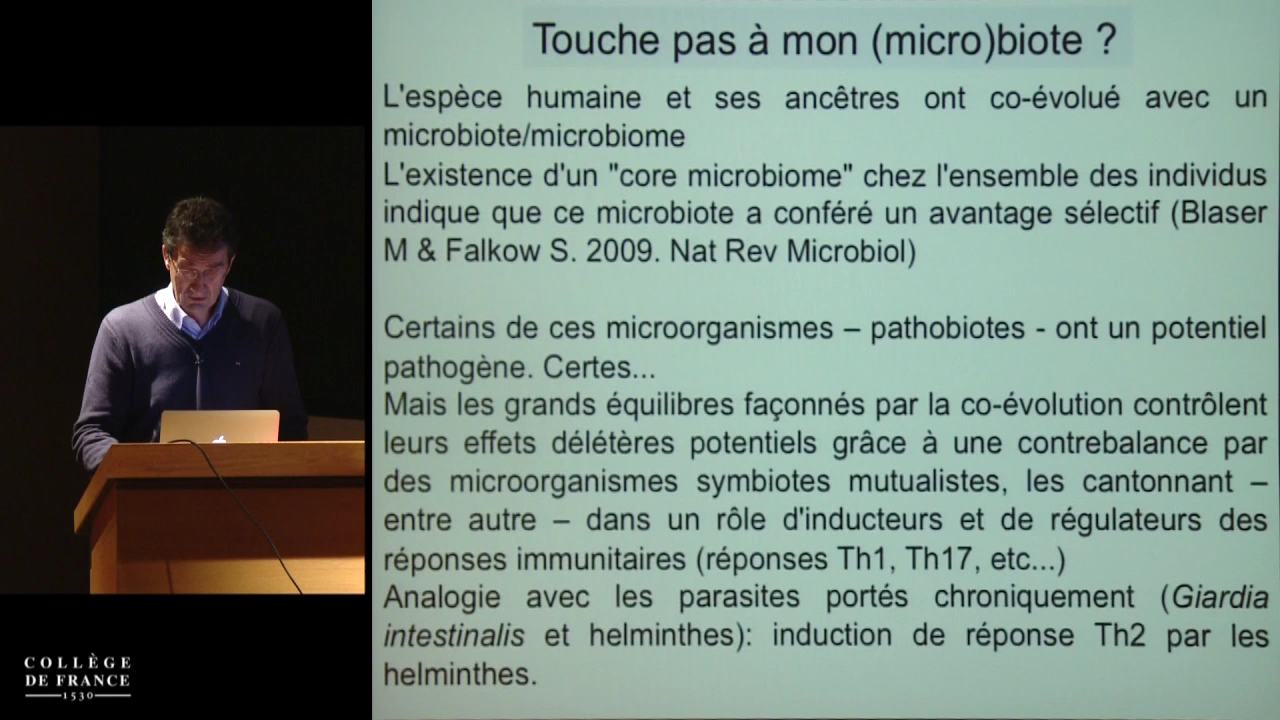 Touche pas à mon (micro)biote ?
L'espèce humaine et ses ancêtres ont co-évolué avec un
microbiote/microbiome
L'existence d'un "core microbiome" chez l'ensemble des individus
indique que ce microbiote a conféré un avantage sélectif (Blaser
M & Falkow S. 2009. Nat Rev Microbiol)
Certains de ces microorganismes – pathobiotes - ont un potentiel
pathogène. Certes...
Mais les grands équilibres façonnés par la co-évolution contrôlent
leurs effets délétères potentiels grâce à une contrebalance par
des microorganismes symbiotes mutualistes, les cantonnant –
entre autre – dans un rôle d'inducteurs et de régulateurs des
réponses immunitaires (réponses Th1, Th17, etc...)
Analogie avec les parasites portés chroniquement (Giardia
intestinalis et helminthes): induction de réponse Th2 par les
helminthes.
COLLÈGE
DE FRANCE
1530